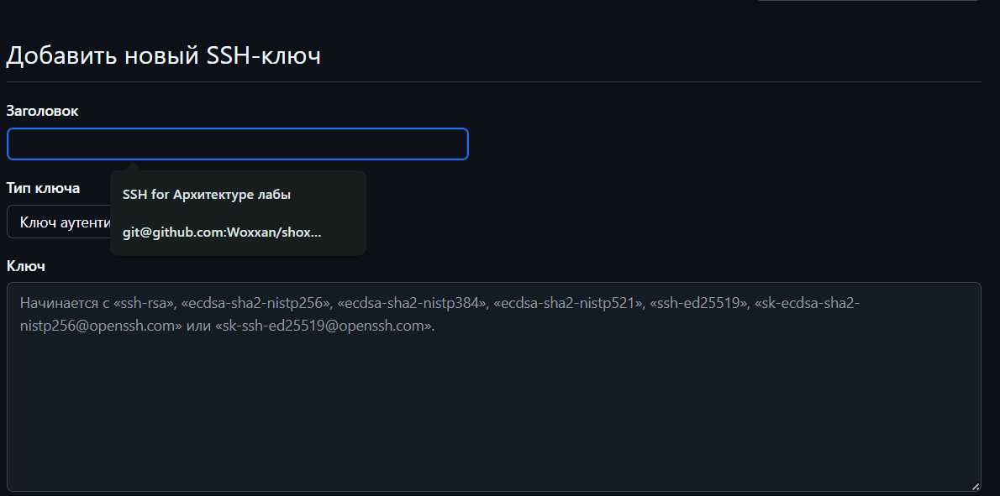 Добавить новый SSH-ключ
Заголовок
Тип ключа
SSH for Архитектуре лабы
Ключ аутенти
git@github.com:Woxxan/shox...
Ключ
Начинается с «ssh-rsa», «ecdsa-sha2-nistp256», «ecdsa-sha2-nistp384», «ecdsa-sha2-nistp521», «ssh-ed25519», «sk-ecdsa-sha2-
nistp256@openssh.com» или «sk-ssh-ed25519@openssh.com».